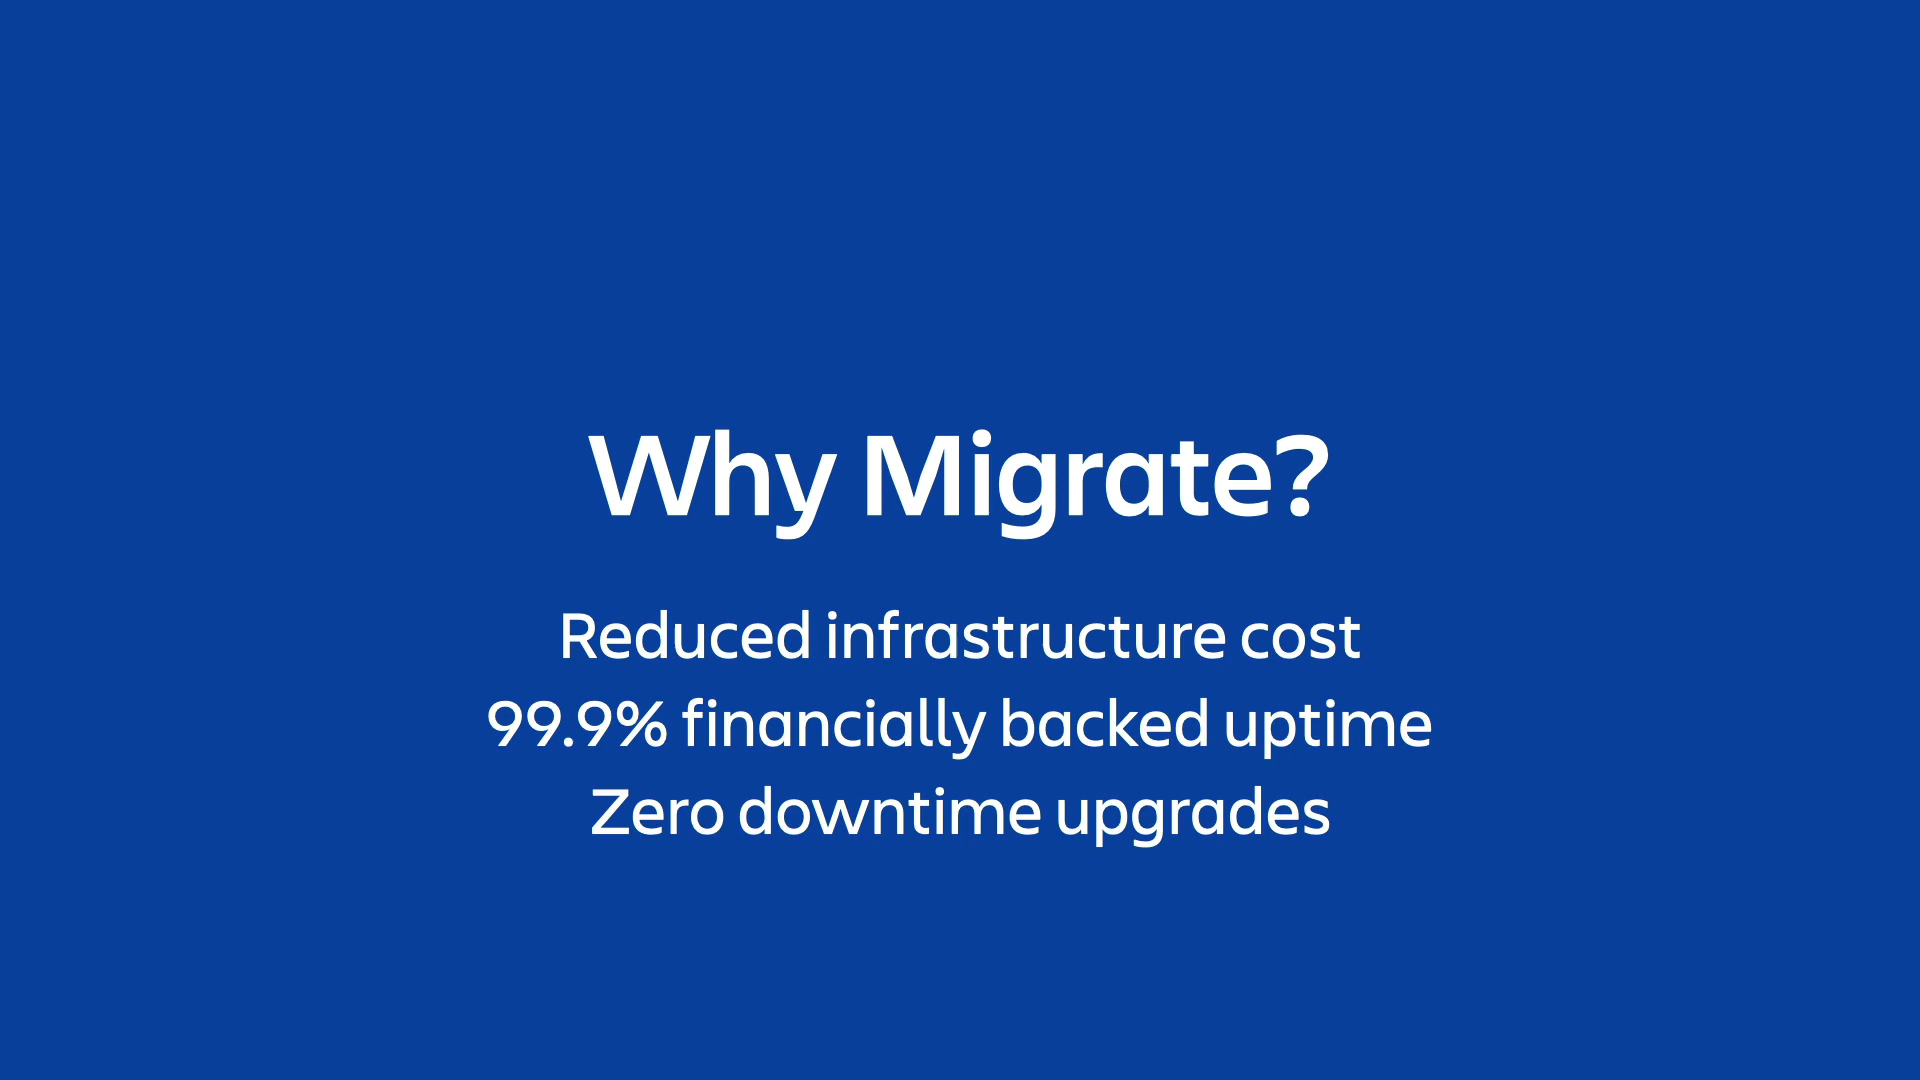 Why Migrate?
Reduced infrastructure cost
99.9% financially backed uptime
Zero downtime upgrades